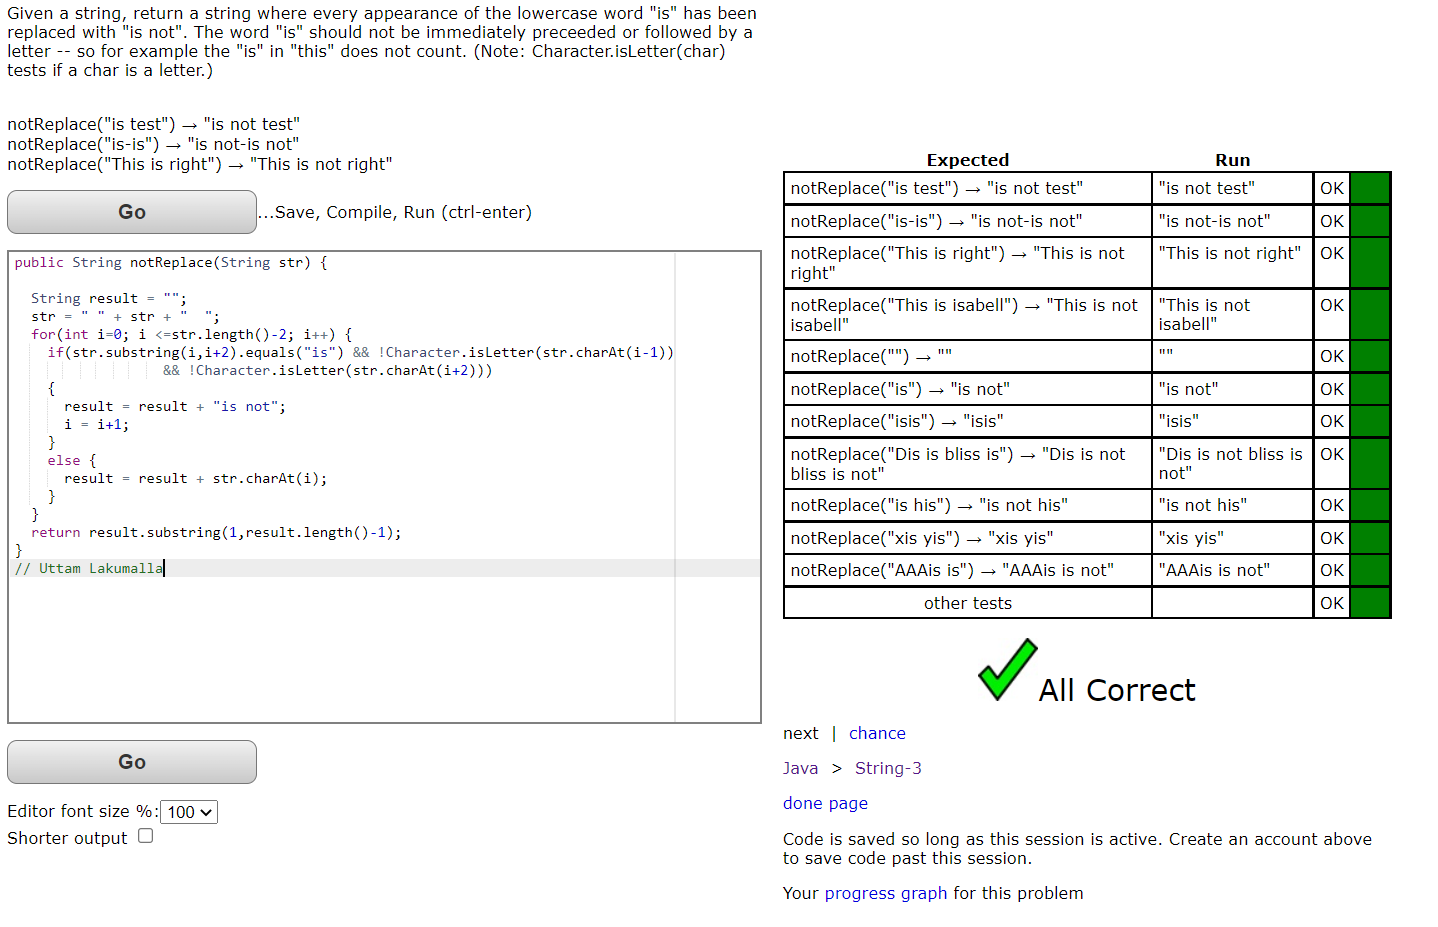 Given a string, return a string where every appearance of the lowercase word "is" has been
replaced with "is not". The word "is" should not be immediately preceeded or followed by a
letter -- so for example the "is" in "this" does not count. (Note: Character.isLetter(char)
tests if a char is a letter.)
notReplace("is test") → "is not test"
notReplace("is-is") → "is not-is not"
notReplace("This is right") → "This is not right"
Go
...Save, Compile, Run (ctrl-enter)
public String notReplace(String str) {
String result = "";
str = " " + str + "  ";
for(int i=0; i <=str.length()-2; i++) {
if(str.substring(i,i+2).equals("is") && !Character.isLetter(str.charAt(i-1))
&& !Character.isLetter(str.charAt(i+2)))
{
result = result + "is not";
i = i+1;
}
else {
result = result + str.charAt(i);
}
}
return result.substring(1,result.length()-1);
}
// Uttam Lakumalla
Go
Editor font size %: 100
Shorter output
Expected Run
notReplace("is test") → "is not test" "is not test" OK
notReplace("is-is") → "is not-is not" "is not-is not" OK
notReplace("This is right") → "This is not "This is not right" OK
right"
notReplace("This is isabell") → "This is not "This is not OK
isabell" isabell"
notReplace("") → "" "" OK
notReplace("is") → "is not" "is not" OK
notReplace("isis") → "isis" "isis" OK
notReplace("Dis is bliss is") → "Dis is not "Dis is not bliss is OK
bliss is not" not"
notReplace("is his") → "is not his" "is not his" OK
notReplace("xis yis") → "xis yis" "xis yis" OK
notReplace("AAAis is") → "AAAis is not" "AAAis is not" OK
other tests OK
All Correct
next | chance
Java > String-3
done page
Code is saved so long as this session is active. Create an account above
to save code past this session.
Your progress graph for this problem